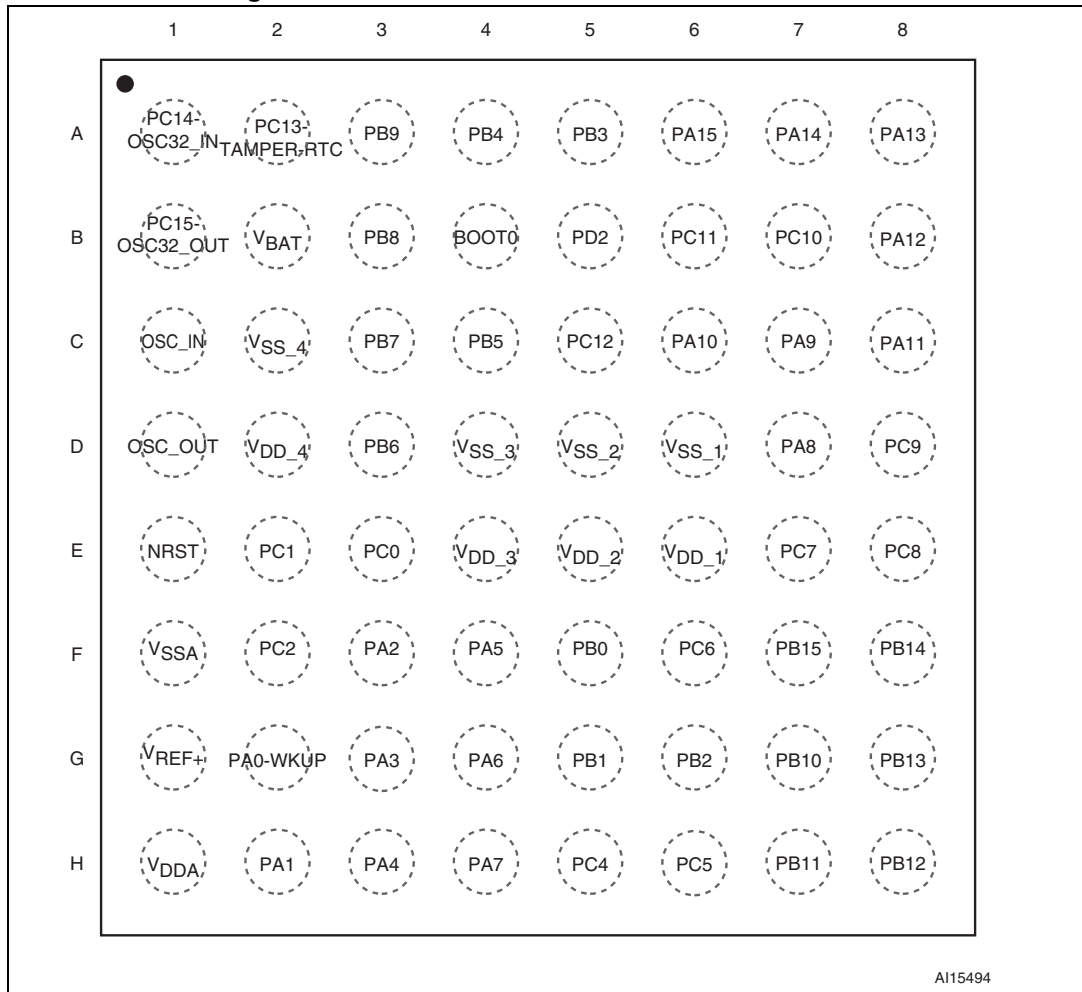 1 2 3 4 5 6 7 8
A PC14-OSC32_IN PC13-TAMPER-RTC PB9 PB4 PB3 PA15 PA14 PA13
B PC15-OSC32_OUT VBAT PB8 BOOT0 PD2 PC11 PC10 PA12
C OSC_IN VSS_4 PB7 PB5 PC12 PA10 PA9 PA11
D OSC_OUT VDD_4 PB6 VSS_3 VSS_2 VSS_1 PA8 PC9
E NRST PC1 PC0 VDD_3 VDD_2 VDD_1 PC7 PC8
F VSSA PC2 PA2 PA5 PB0 PC6 PB15 PB14
G VREF+ PA0-WKUP PA3 PA6 PB1 PB2 PB10 PB13
H VDDA PA1 PA4 PA7 PC4 PC5 PB11 PB12
AI15494